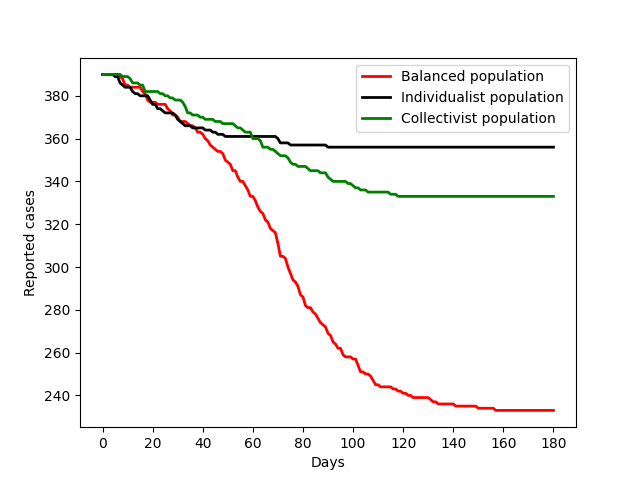 Balanced population
Individualist population
Collectivist population
Reported cases
380
360
340
320
300
280
260
240
0 20 40 60 80 100 120 140 160 180
Days